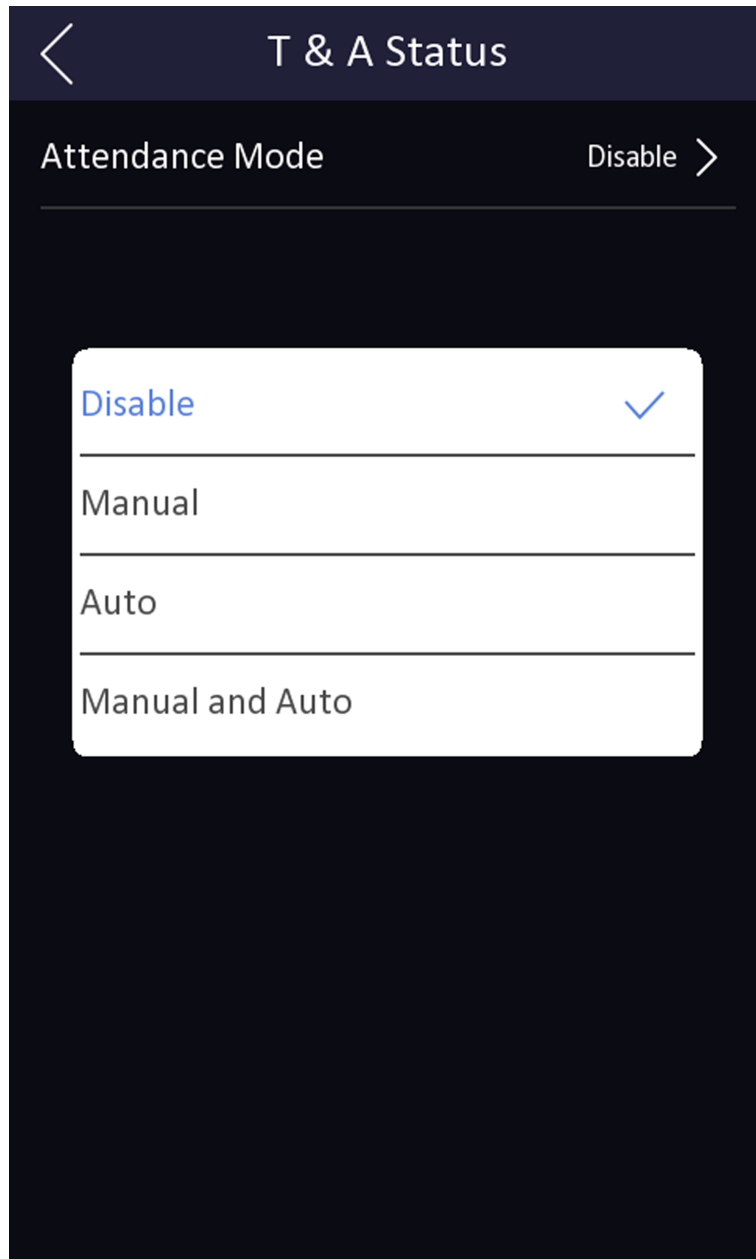 T & A Status
Attendance Mode Disable
Disable
Manual
Auto
Manual and Auto